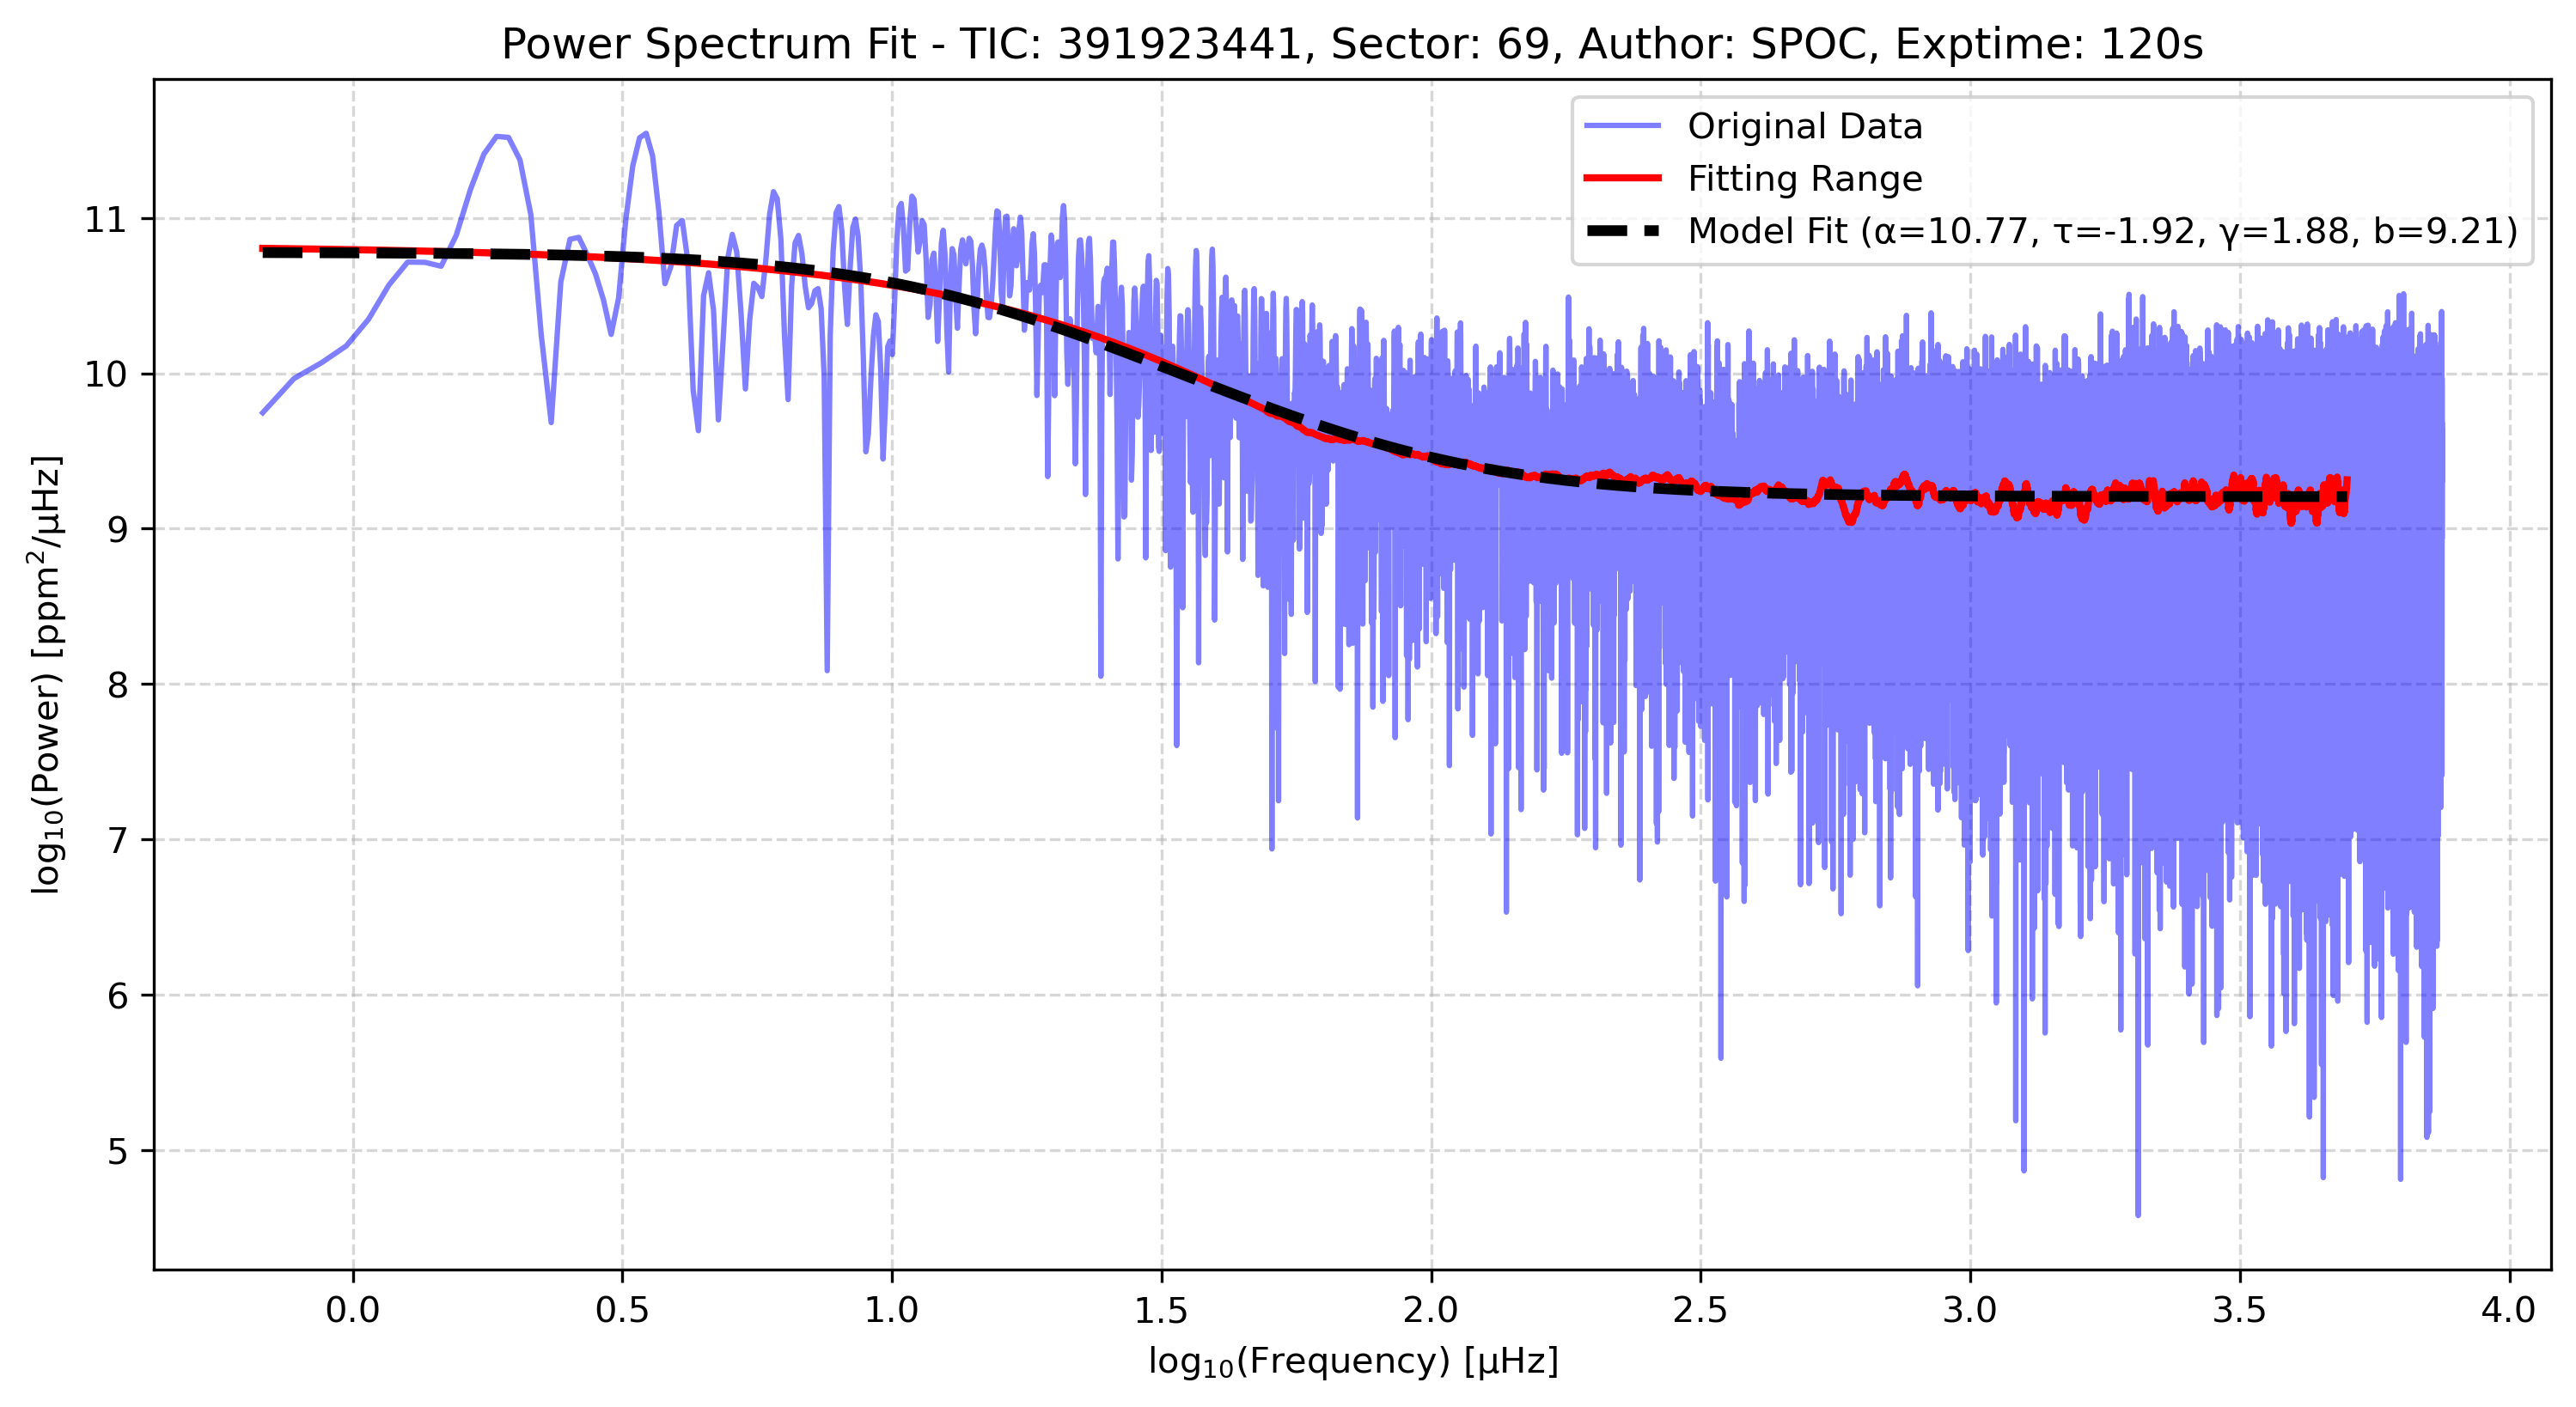 Power Spectrum Fit - TIC: 391923441, Sector: 69, Author: SPOC, Exptime: 120s
Original Data
Fitting Range
Model Fit (α=10.77, τ=-1.92, γ=1.88, b=9.21)
log₁₀(Power) [ppm²/μHz]
11
10
9
8
7
6
5
0.0 0.5 1.0 1.5 2.0 2.5 3.0 3.5 4.0
log₁₀(Frequency) [μHz]